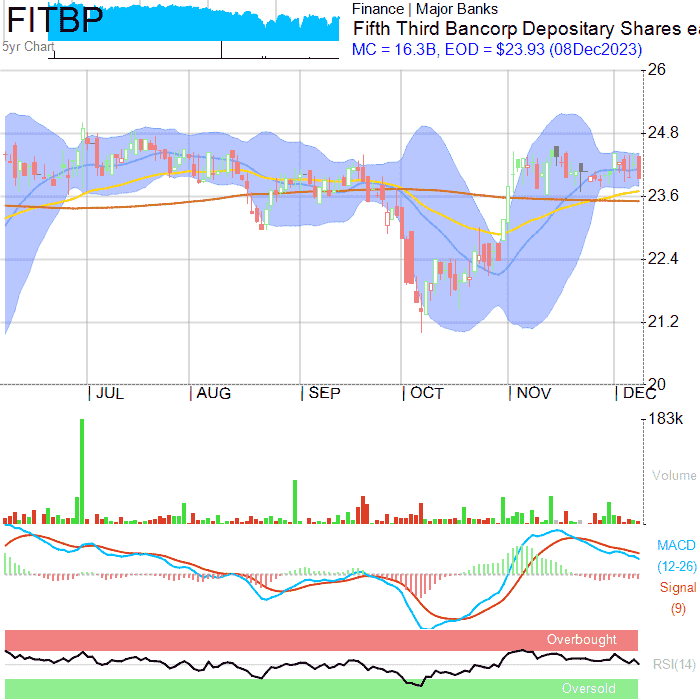 FITBP
Finance | Major Banks
Fifth Third Bancorp Depositary Shares ea
MC = 16.3B, EOD = $23.93 (08Dec2023)
5yr Chart
26
24.8
23.6
22.4
21.2
20
JUL AUG SEP OCT NOV DEC
183k
Volume
MACD
(12-26)
Signal
(9)
Overbought
RSI(14)
Oversold